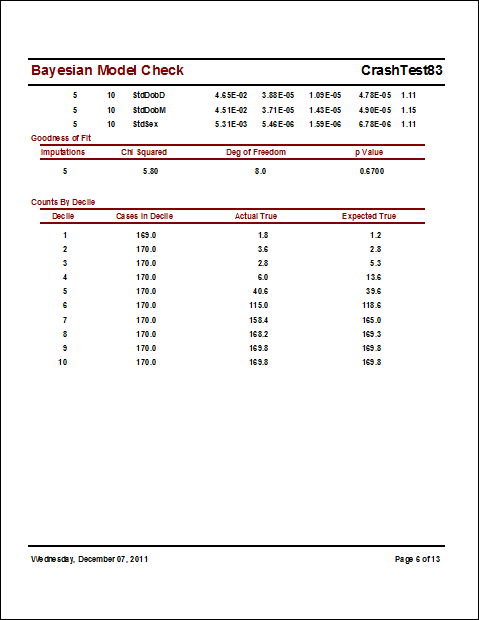 Bayesian Model Check CrashTest83
5 10 StdDobD 4.65E-02 3.88E-05 1.09E-05 4.78E-05 1.11
5 10 StdDobM 4.51E-02 3.71E-05 1.43E-05 4.90E-05 1.15
5 10 StdSex 5.31E-03 5.46E-06 1.59E-06 6.78E-06 1.11
Goodness of Fit
Imputations Chi Squared Deg of Freedom p Value
5 5.80 8.0 0.6700
Counts By Decile
Decile Cases In Decile Actual True Expected True
1 169.0 1.8 1.2
2 170.0 3.6 2.8
3 170.0 2.8 5.3
4 170.0 6.0 13.6
5 170.0 40.6 39.6
6 170.0 115.0 118.6
7 170.0 158.4 165.0
8 170.0 168.2 169.3
9 170.0 169.8 169.8
10 170.0 169.8 169.8
Wednesday, December 07, 2011 Page 6 of 13